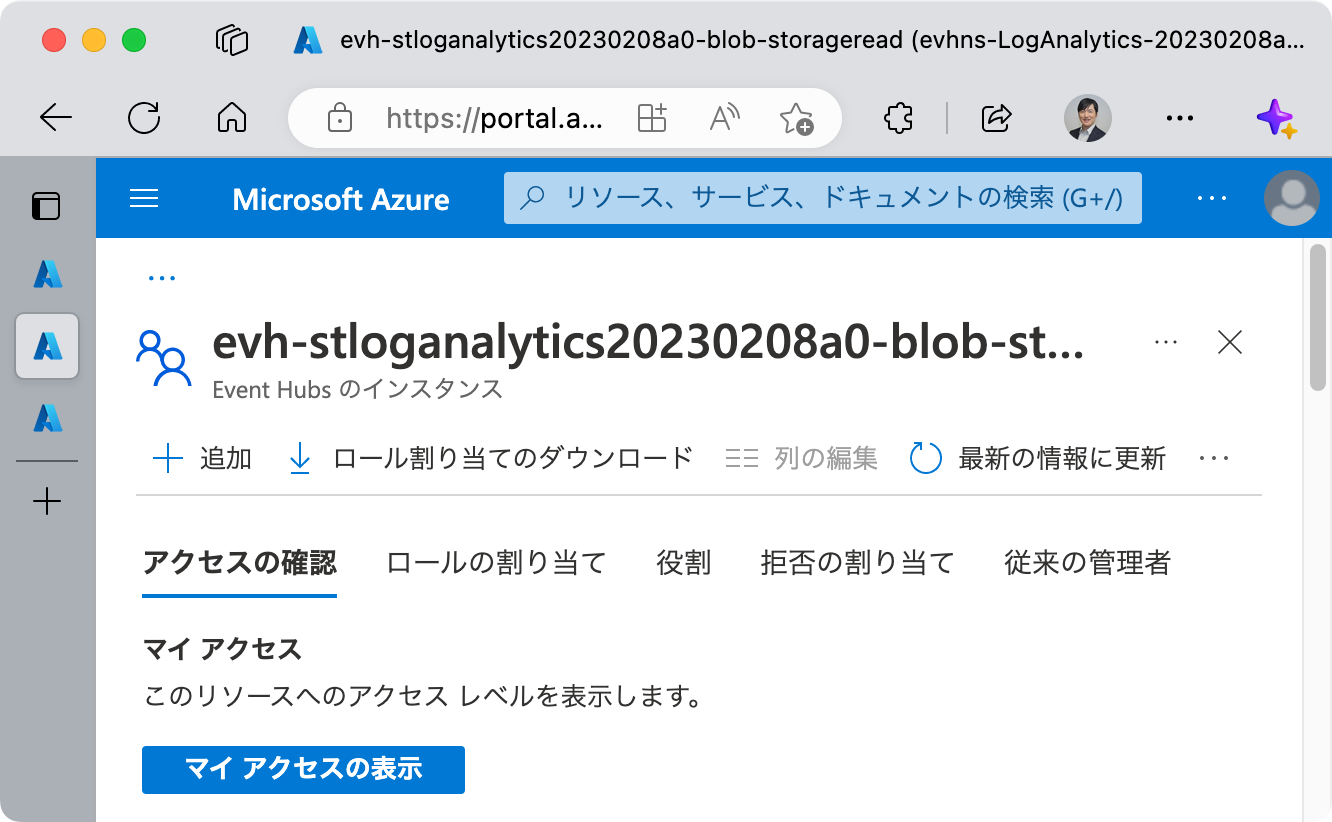 evh-stloganalytics20230208a0-blob-storageread (evhns-LogAnalytics-20230208a...
https://portal.a...
Microsoft Azure
リソース、サービス、ドキュメントの検索 (G+/)
evh-stloganalytics20230208a0-blob-st...
Event Hubs のインスタンス
追加 ロール割り当てのダウンロード 列の編集 最新の情報に更新
アクセスの確認 ロールの割り当て 役割 拒否の割り当て 従来の管理者
マイ アクセス
このリソースへのアクセス レベルを表示します。
マイ アクセスの表示